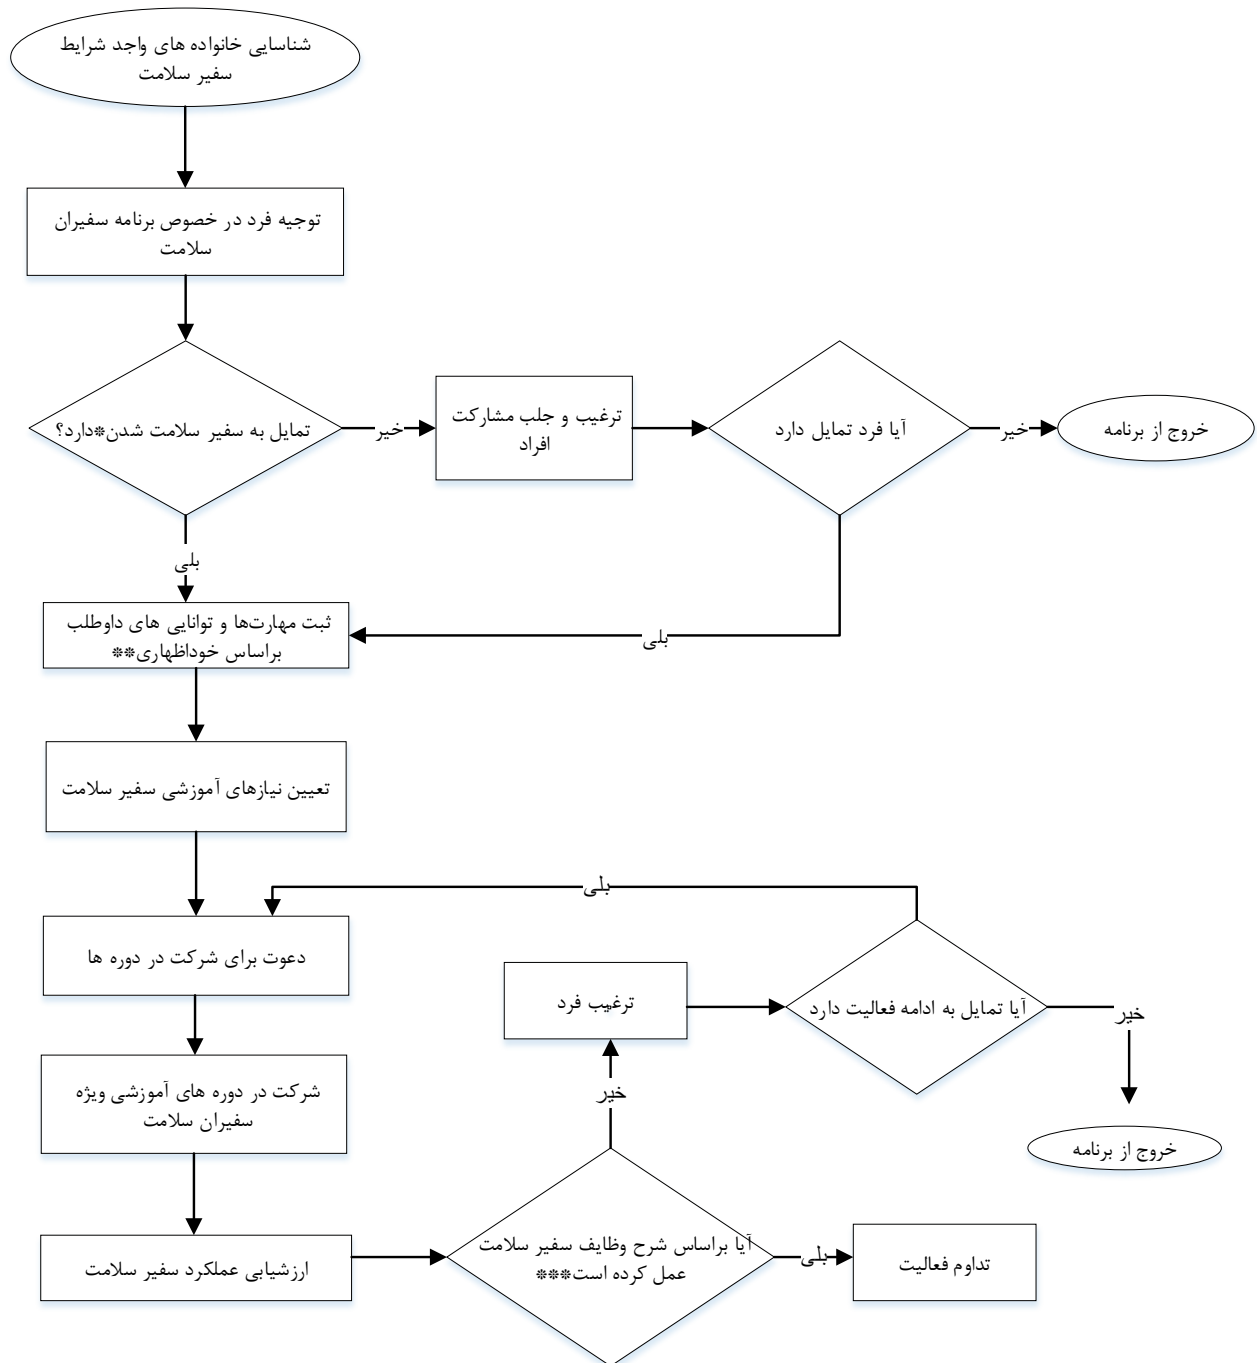 شناسایی خانواده های واجد شرایط
سفیر سلامت
توجیه فرد در خصوص برنامه سفیران
سلامت
تمایل به سفیر سلامت شدن*دارد؟
خیر
ترغیب و جلب مشارکت
افراد
آیا فرد تمایل دارد
خیر
خروج از برنامه
بلی
بلی
ثبت مهارت‌ها و توانایی های داوطلب
براساس خوداظهاری**
تعیین نیازهای آموزشی سفیر سلامت
بلی
دعوت برای شرکت در دوره ها
ترغیب فرد
آیا تمایل به ادامه فعالیت دارد
خیر
خیر
شرکت در دوره های آموزشی ویژه
سفیران سلامت
خروج از برنامه
ارزشیابی عملکرد سفیر سلامت
آیا براساس شرح وظایف سفیر سلامت
عمل کرده است***
بلی
تداوم فعالیت